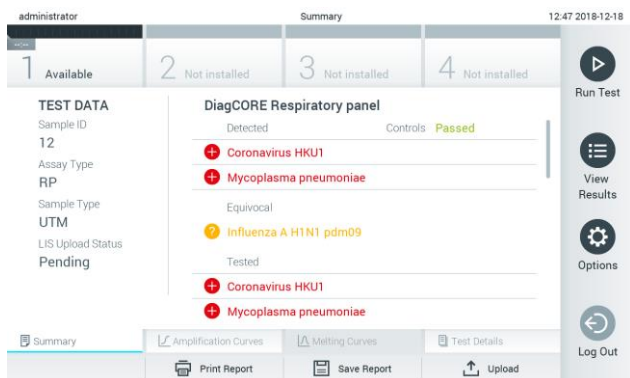 administrator Summary 12:47 2018-12-18
1 Available 2 Not installed 3 Not installed 4 Not installed
Run Test
TEST DATA
Sample ID
12
Assay Type
RP
Sample Type
UTM
LIS Upload Status
Pending
DiagCORE Respiratory panel
Detected Controls Passed
Coronavirus HKU1
Mycoplasma pneumoniae
Equivocal
Influenza A H1N1 pdm09
Tested
Coronavirus HKU1
Mycoplasma pneumoniae
View
Results
Options
Log Out
Summary Amplification Curves Melting Curves Test Details
Print Report Save Report Upload